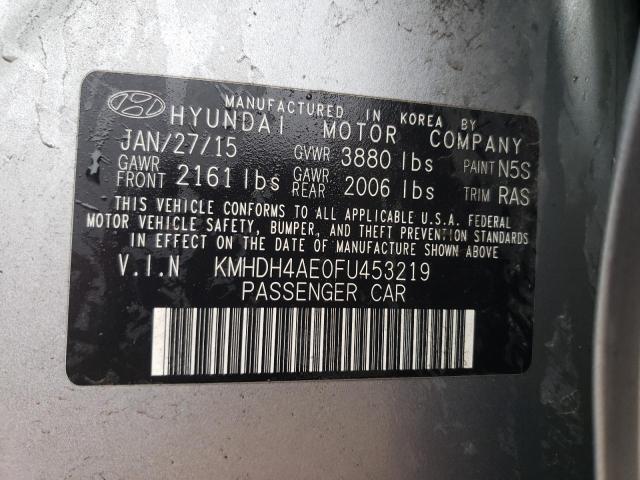 MANUFACTURED IN KOREA BY
HYUNDAI MOTOR COMPANY
JAN/27/15 GVWR 3880 lbs PAINT N5S
GAWR FRONT 2161 lbs GAWR REAR 2006 lbs TRIM RAS
THIS VEHICLE CONFORMS TO ALL APPLICABLE U.S.A. FEDERAL
MOTOR VEHICLE SAFETY, BUMPER, AND THEFT PREVENTION STANDARDS
IN EFFECT ON THE DATE OF MANUFACTURE SHOWN ABOVE.
V.I.N KMHDH4AE0FU453219
PASSENGER CAR